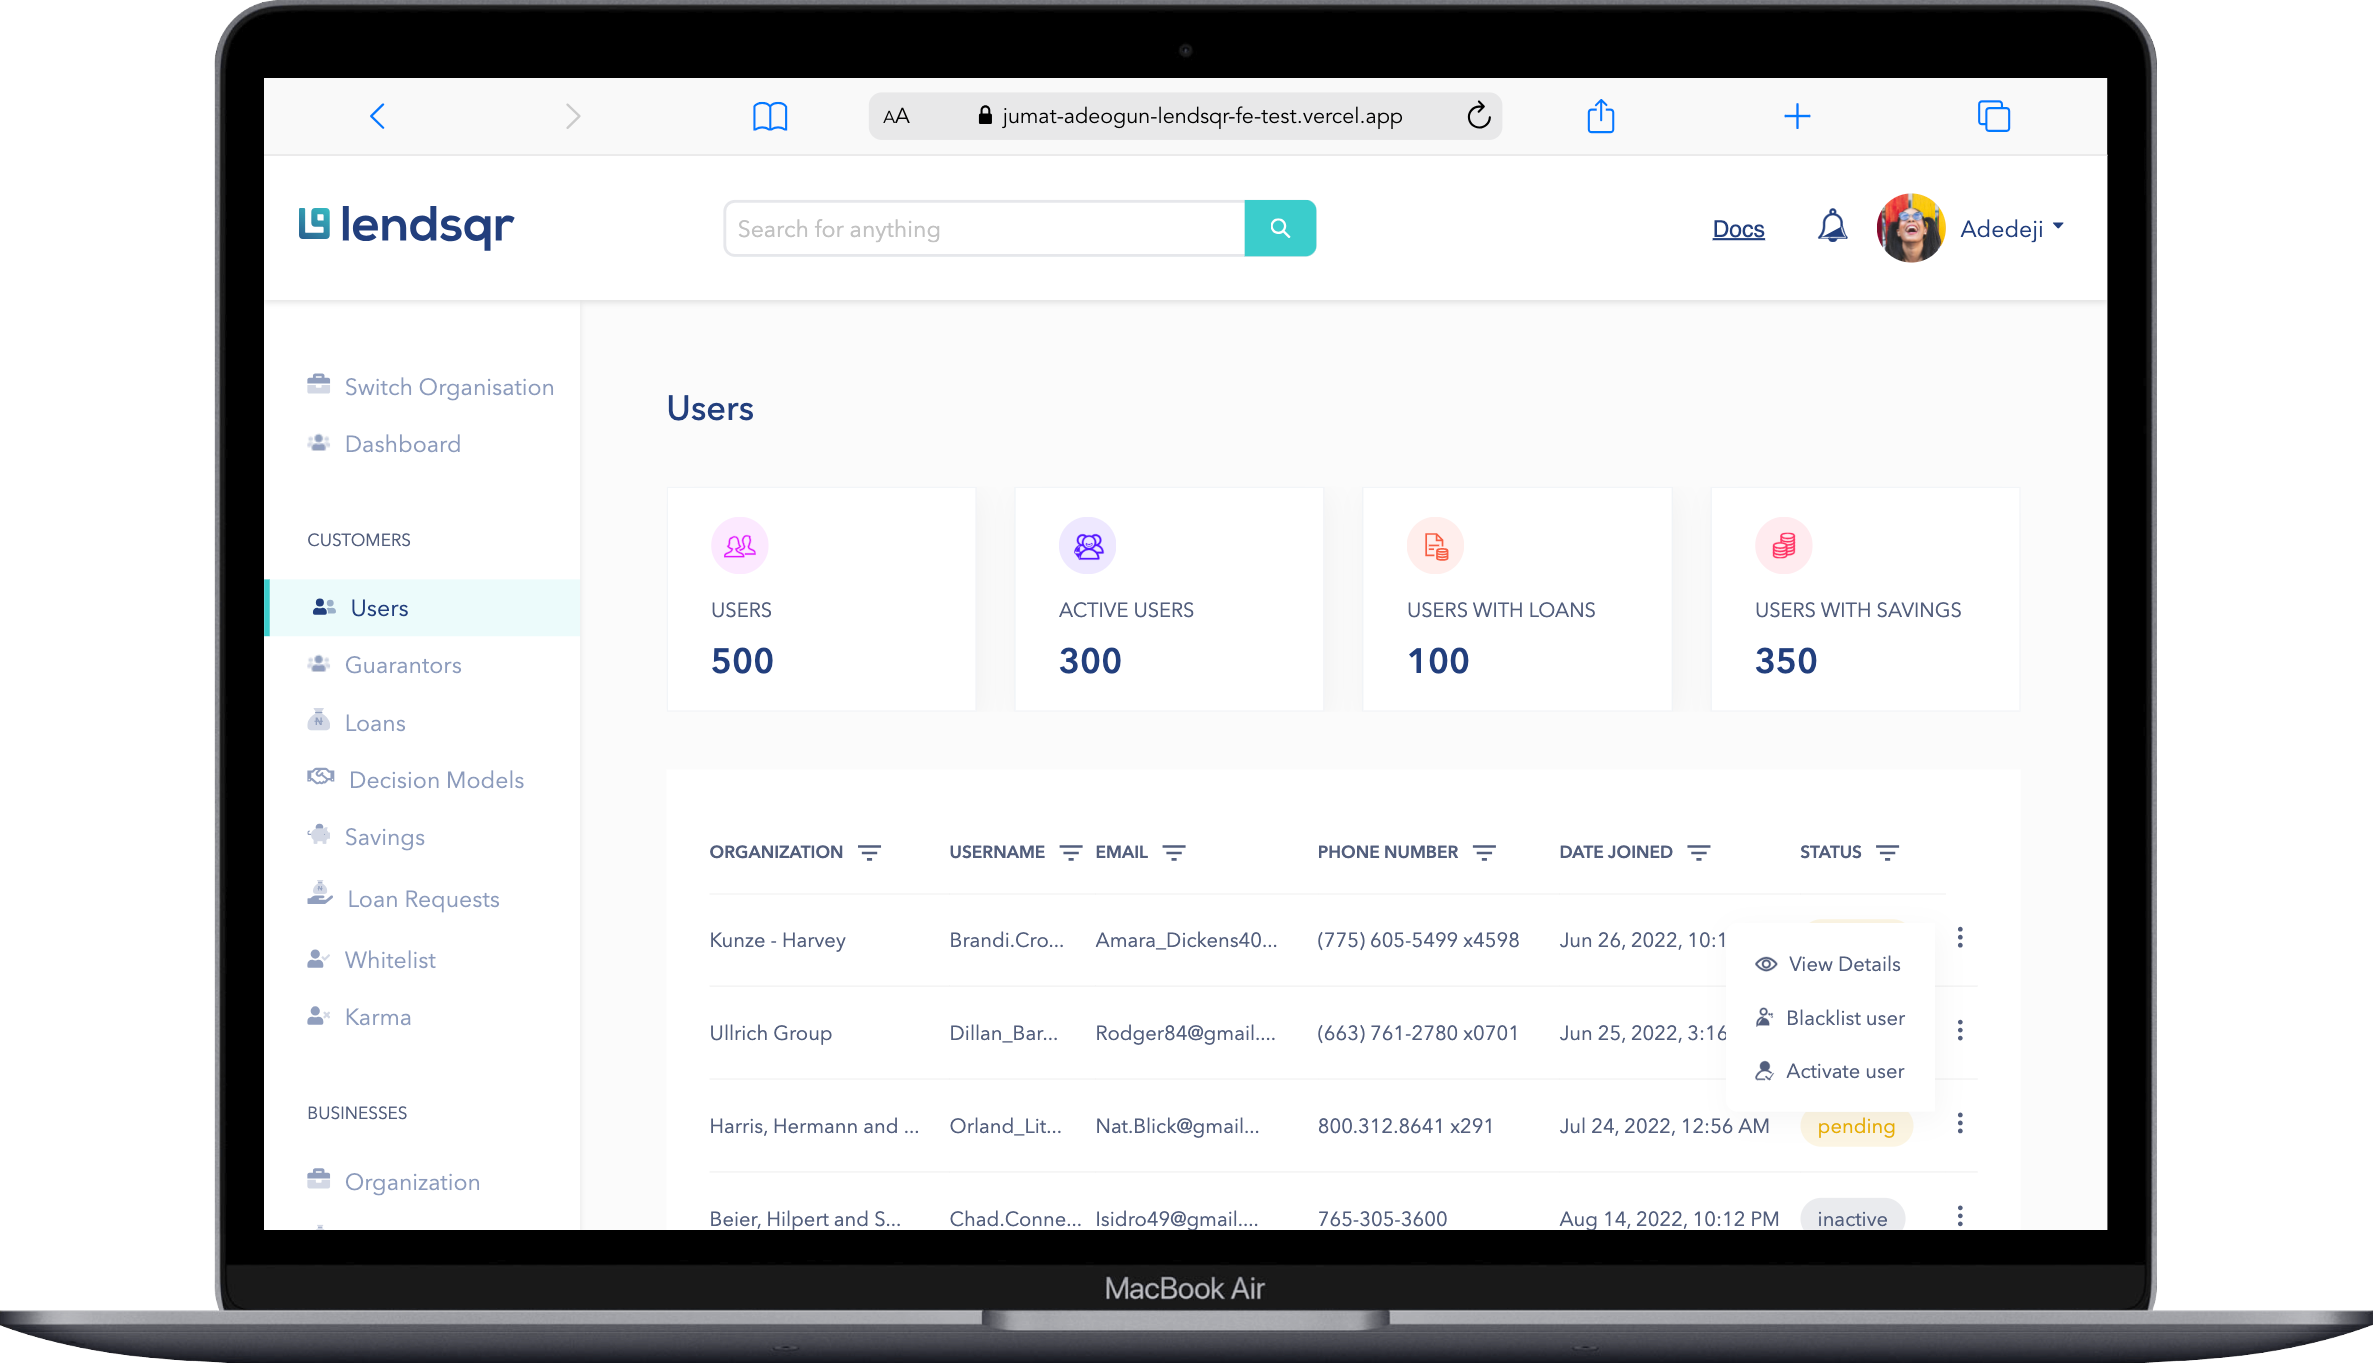 AA jumat-adeogun-lendsqr-fe-test.vercel.app
lendsqr
Search for anything
Docs
Adedeji
Switch Organisation
Dashboard
CUSTOMERS
Users
Guarantors
Loans
Decision Models
Savings
Loan Requests
Whitelist
Karma
BUSINESSES
Organization
Users
USERS
500
ACTIVE USERS
300
USERS WITH LOANS
100
USERS WITH SAVINGS
350
ORGANIZATION USERNAME EMAIL PHONE NUMBER DATE JOINED STATUS
Kunze - Harvey Brandi.Cro... Amara_Dickens40... (775) 605-5499 x4598 Jun 26, 2022, 10:1
Ullrich Group Dillan_Bar... Rodger84@gmail.... (663) 761-2780 x0701 Jun 25, 2022, 3:16
Harris, Hermann and ... Orland_Lit... Nat.Blick@gmail... 800.312.8641 x291 Jul 24, 2022, 12:56 AM pending
Beier, Hilpert and S... Chad.Conne... Isidro49@gmail.... 765-305-3600 Aug 14, 2022, 10:12 PM inactive
View Details
Blacklist user
Activate user
MacBook Air